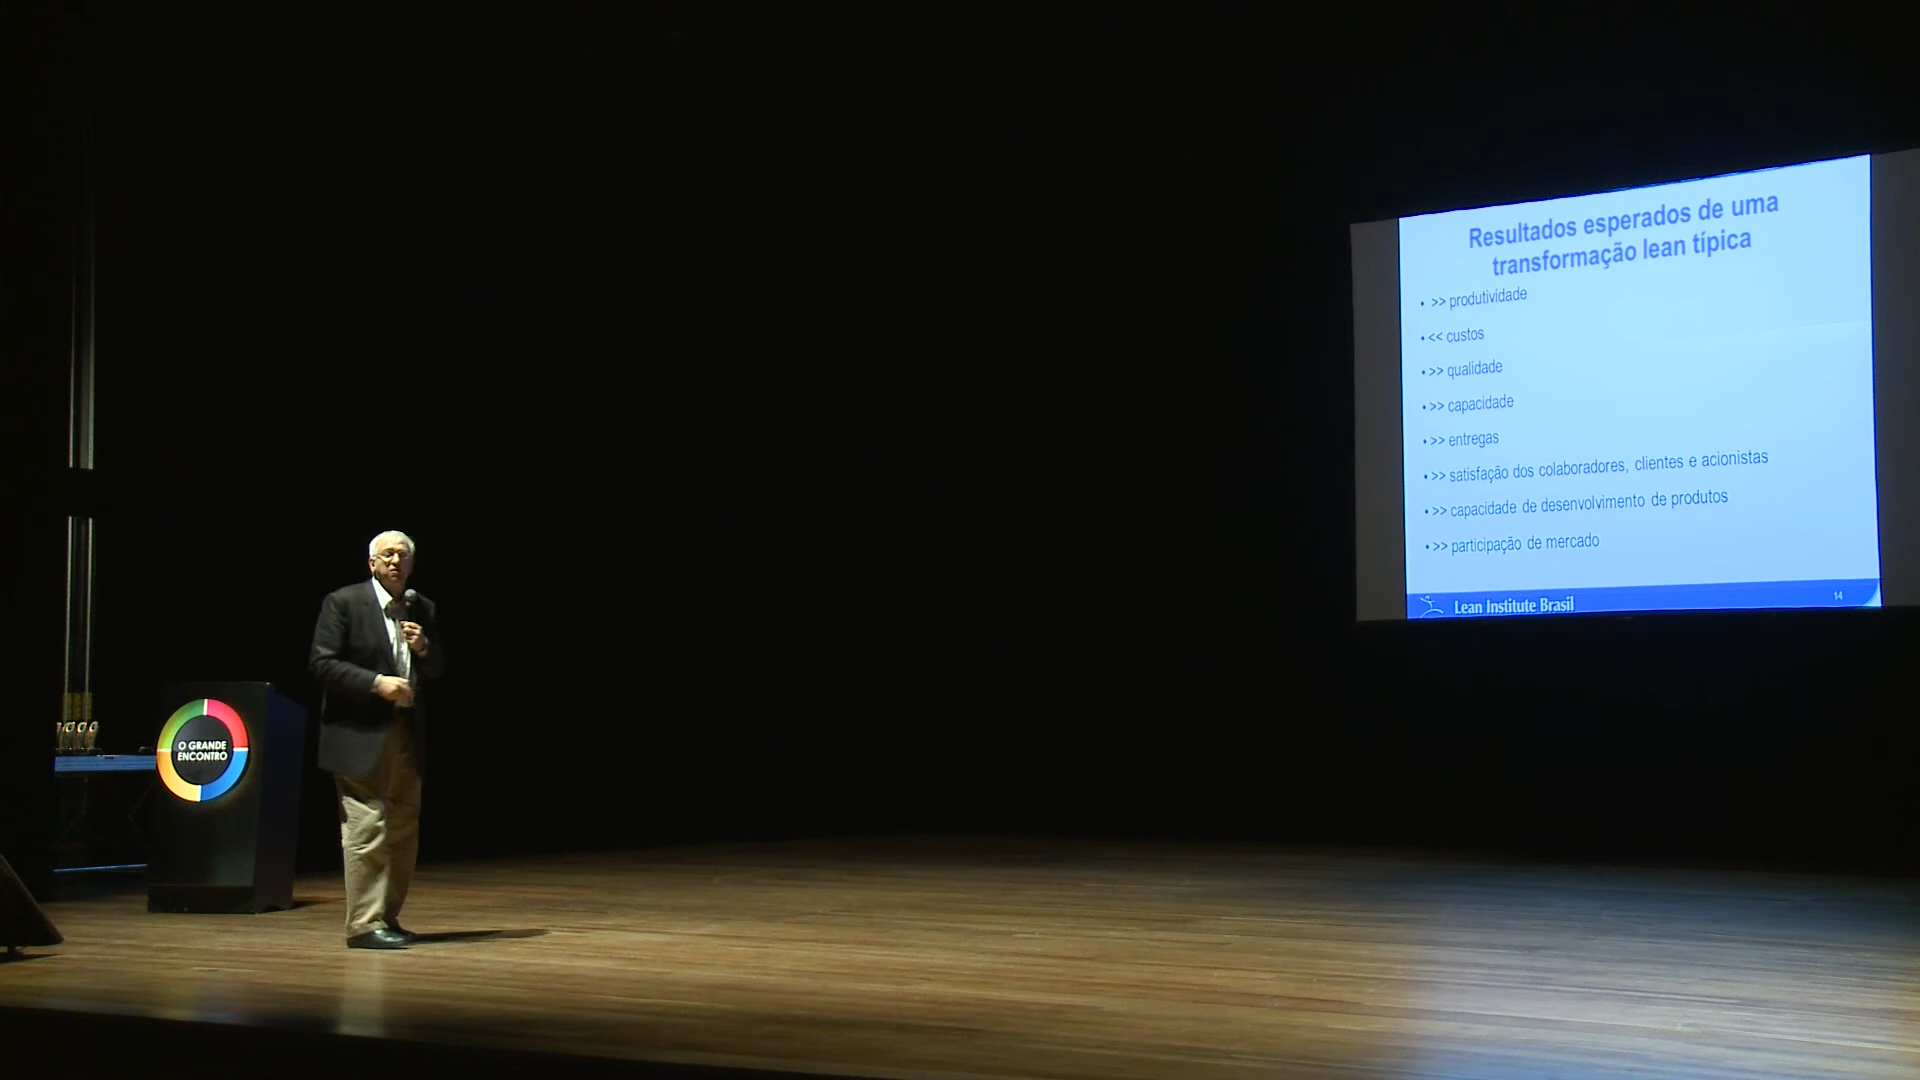 Resultados esperados de uma
transformação lean típica
• >> produtividade
• << custos
• >> qualidade
• >> capacidade
• >> entregas
• >> satisfação dos colaboradores, clientes e acionistas
• >> capacidade de desenvolvimento de produtos
• >> participação de mercado
Lean Institute Brasil
14
O GRANDE
ENCONTRO